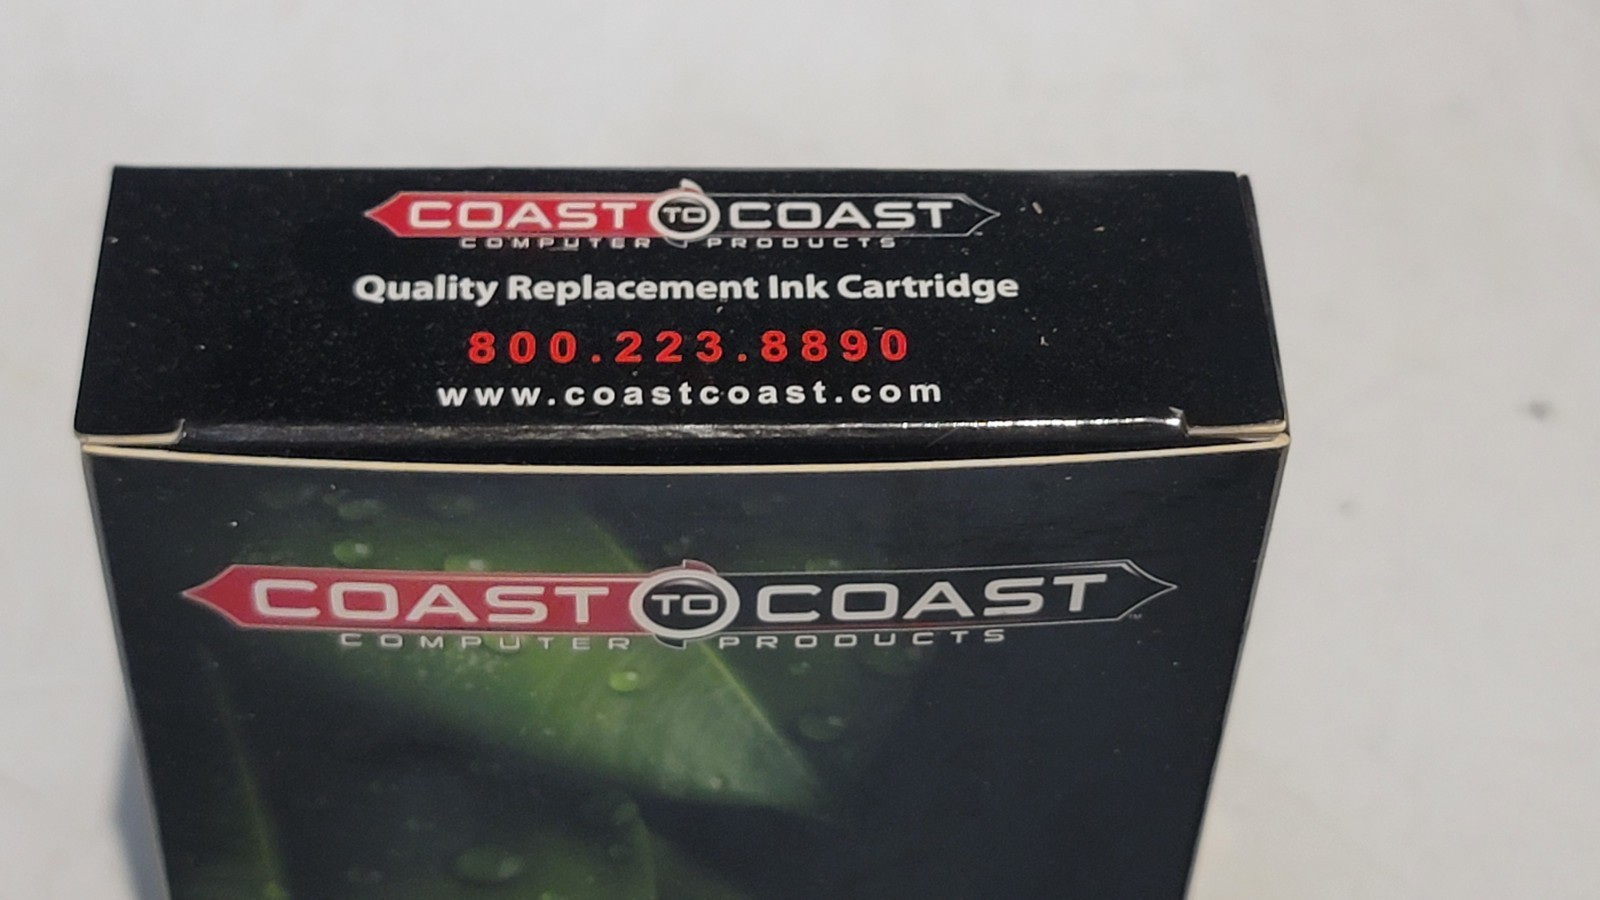 COAST TO COAST
COMPUTER PRODUCTS
Quality Replacement Ink Cartridge
800.223.8890
www.coastcoast.com
COAST TO COAST™
COMPUTER PRODUCTS